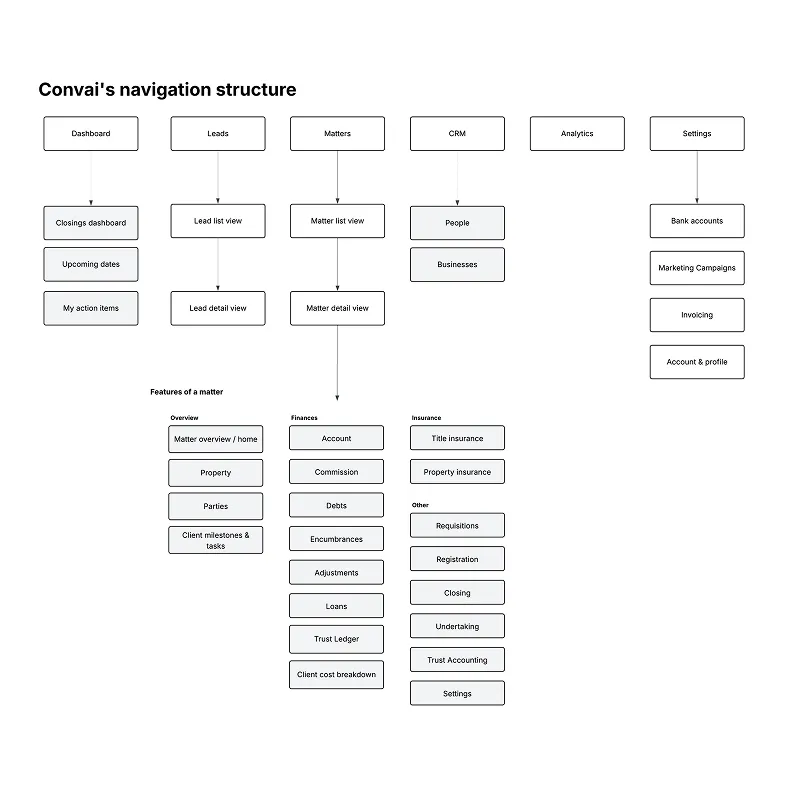 Convai's navigation structure
Dashboard
Leads
Matters
CRM
Analytics
Settings
Closings dashboard
Lead list view
Matter list view
People
Bank accounts
Upcoming dates
Businesses
Marketing Campaigns
My action items
Lead detail view
Matter detail view
Invoicing
Account & profile
Features of a matter
Overview
Matter overview / home
Property
Parties
Client milestones &
tasks
Finances
Account
Commission
Debts
Encumbrances
Adjustments
Loans
Trust Ledger
Client cost breakdown
Insurance
Title insurance
Property insurance
Other
Requisitions
Registration
Closing
Undertaking
Trust Accounting
Settings